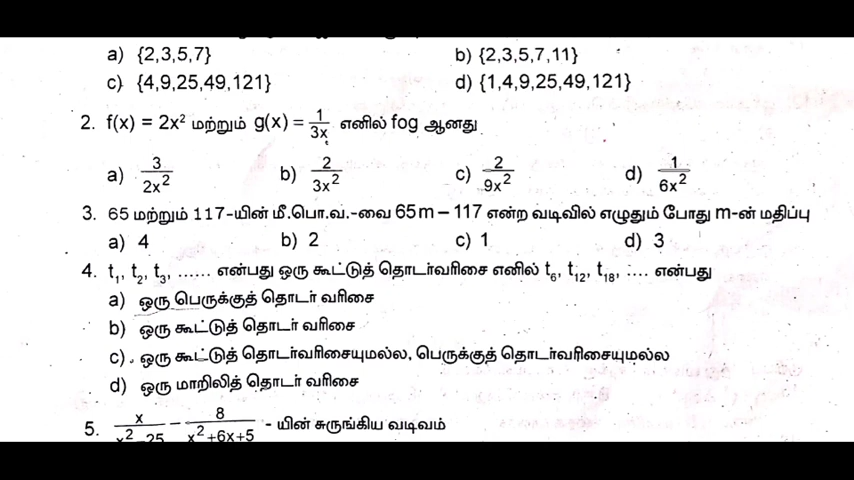 a) {2,3,5,7} b) {2,3,5,7,11}
c) {4,9,25,49,121} d) {1,4,9,25,49,121}
2. f(x) = 2x² மற்றும் g(x) = 1/3x எனில் fog ஆனது
a) 3/2x² b) 2/3x² c) 2/9x² d) 1/6x²
3. 65 மற்றும் 117-யின் மீ.பொ.வ.-வை 65m – 117 என்ற வடிவில் எழுதும் போது m-ன் மதிப்பு
a) 4 b) 2 c) 1 d) 3
4. t₁, t₂, t₃, ...... என்பது ஒரு கூட்டுத் தொடர்வரிசை எனில் t₆, t₁₂, t₁₈, .... என்பது
a) ஒரு பெருக்குத் தொடர் வரிசை
b) ஒரு கூட்டுத் தொடர் வரிசை
c) ஒரு கூட்டுத் தொடர்வரிசையுமல்ல, பெருக்குத் தொடர்வரிசையுமல்ல
d) ஒரு மாறிலித் தொடர் வரிசை
5. x/x²–25 – 8/x²+6x+5 - யின் சுருங்கிய வடிவம்